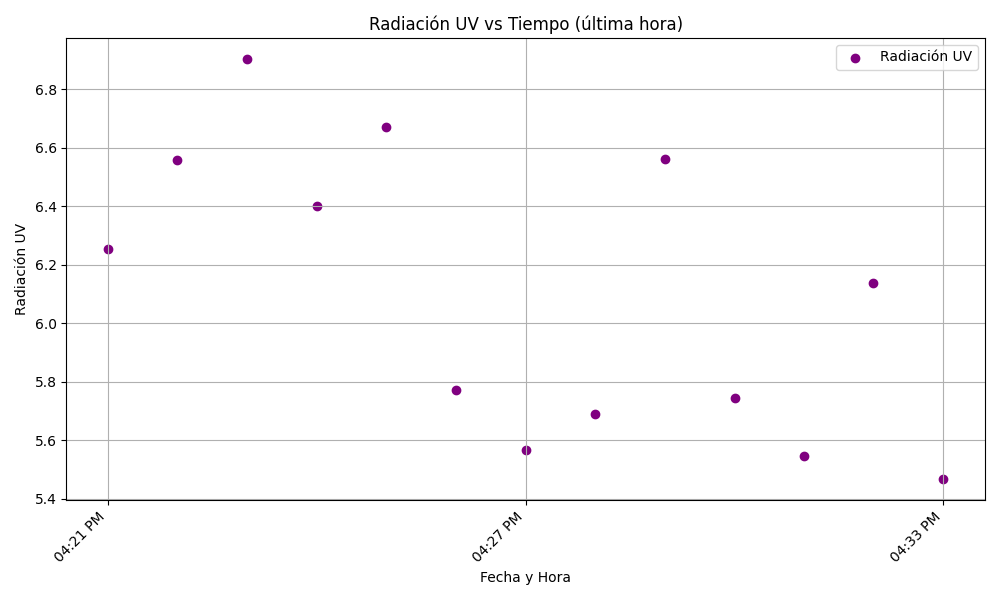 Radiación UV vs Tiempo (última hora)
Radiación UV
Radiación UV
6.8
6.6
6.4
6.2
6.0
5.8
5.6
5.4
04:21 PM
04:27 PM
04:33 PM
Fecha y Hora